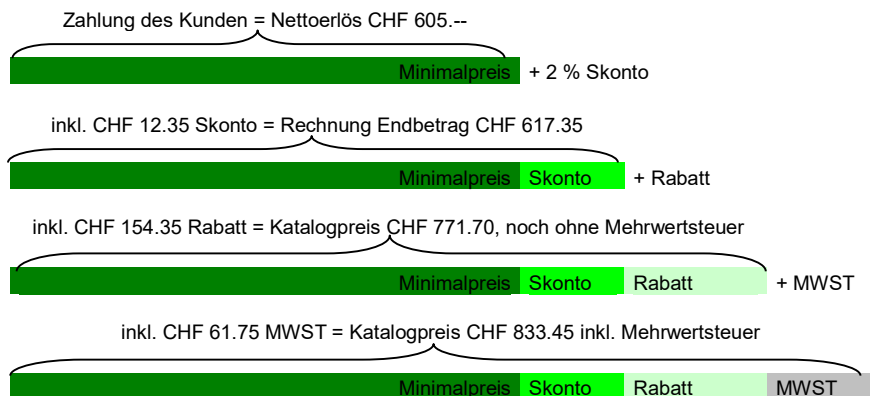 Zahlung des Kunden = Nettoerlös CHF 605.--
Minimalpreis + 2 % Skonto
inkl. CHF 12.35 Skonto = Rechnung Endbetrag CHF 617.35
Minimalpreis Skonto + Rabatt
inkl. CHF 154.35 Rabatt = Katalogpreis CHF 771.70, noch ohne Mehrwertsteuer
Minimalpreis Skonto Rabatt + MWST
inkl. CHF 61.75 MWST = Katalogpreis CHF 833.45 inkl. Mehrwertsteuer
Minimalpreis Skonto Rabatt MWST